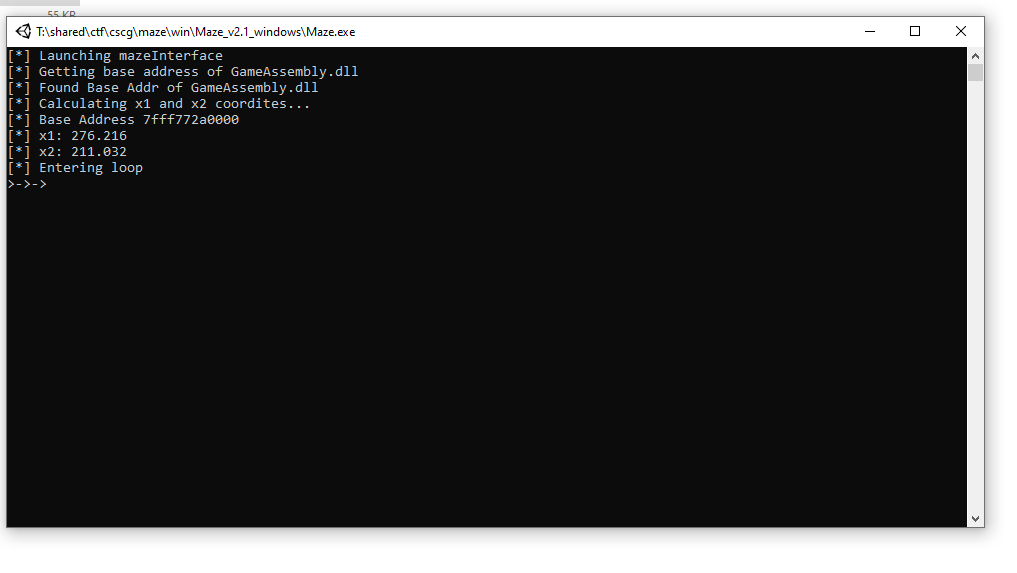 55 KB
T:\shared\ctf\cscg\maze\win\Maze_v2.1_windows\Maze.exe
[*] Launching mazeInterface
[*] Getting base address of GameAssembly.dll
[*] Found Base Addr of GameAssembly.dll
[*] Calculating x1 and x2 coordites...
[*] Base Address 7fff772a0000
[*] x1: 276.216
[*] x2: 211.032
[*] Entering loop
>->->